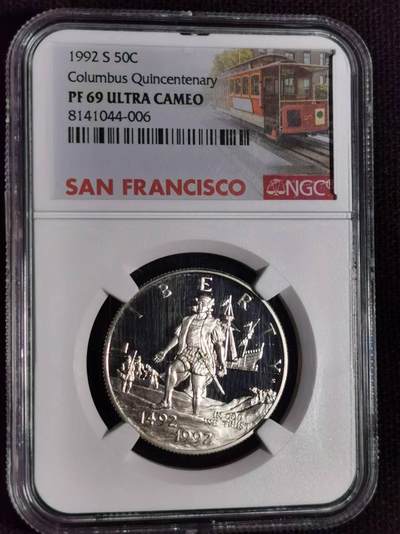 1992 S 50C
Columbus Quincentenary
PF 69 ULTRA CAMEO
8141044-006
SAN FRANCISCO
NGC
LIBERTY
1492
1992
IN GOD
WE TRUST